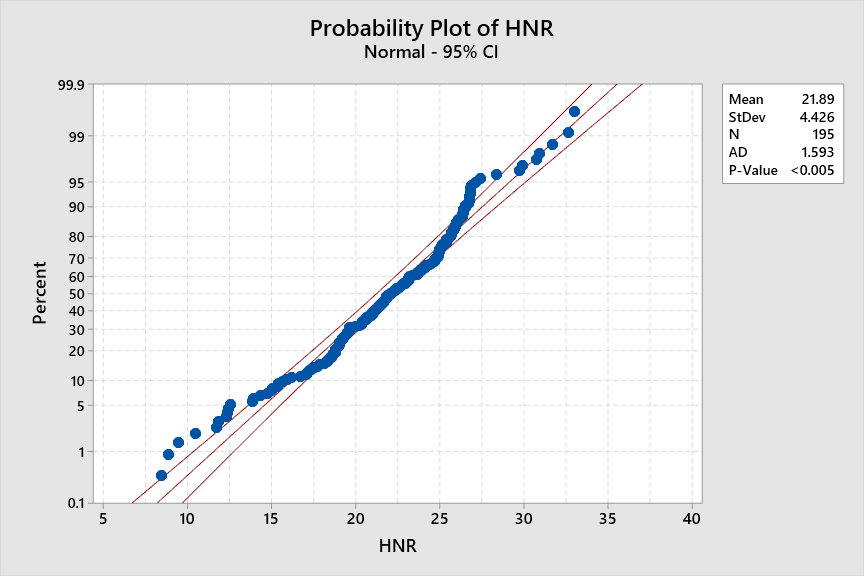 Probability Plot of HNR
Normal - 95% CI
99.9
99
95
90
80
70
60
50
40
30
20
10
5
1
0.1
Percent
5 10 15 20 25 30 35 40
HNR
Mean 21.89
StDev 4.426
N 195
AD 1.593
P-Value <0.005